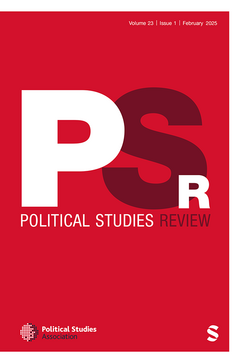 Volume 23 | Issue 1 | February 2025
PSR
POLITICAL STUDIES REVIEW
Political Studies
Association
S